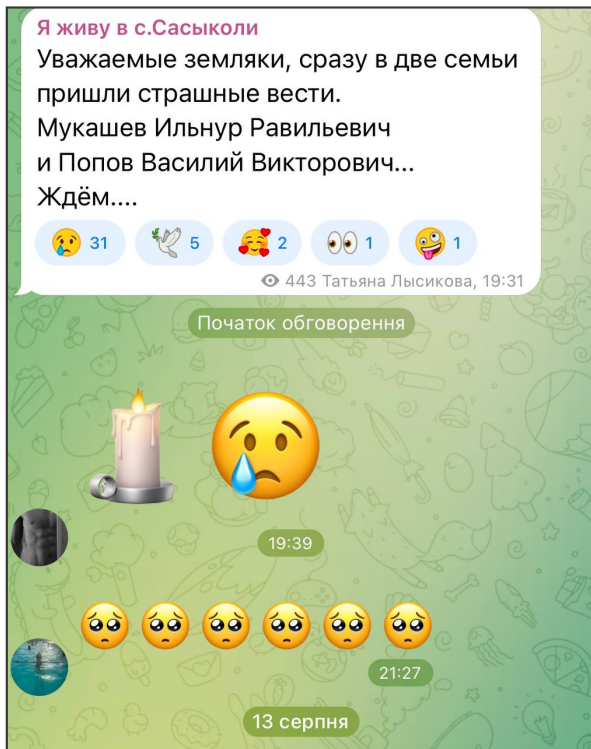 Я живу в с.Сасыколи
Уважаемые земляки, сразу в две семьи
пришли страшные вести.
Мукашев Ильнур Равильевич
и Попов Василий Викторович...
Ждём....
31 5 2 1 1
443 Татьяна Лысикова, 19:31
Початок обговорення
19:39
21:27
13 серпня